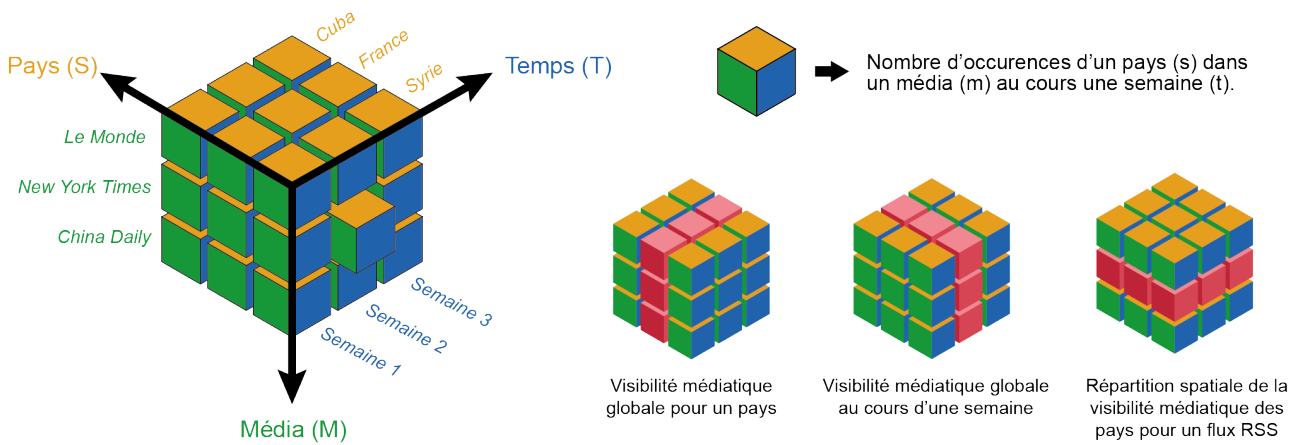 Pays (S)
Cuba
France
Syrie
Temps (T)
Le Monde
New York Times
China Daily
Semaine 3
Semaine 2
Semaine 1
Média (M)
Nombre d'occurences d'un pays (s) dans
un média (m) au cours une semaine (t).
Visibilité médiatique
globale pour un pays
Visibilité médiatique globale
au cours d'une semaine
Répartition spatiale de la
visibilité médiatique des
pays pour un flux RSS